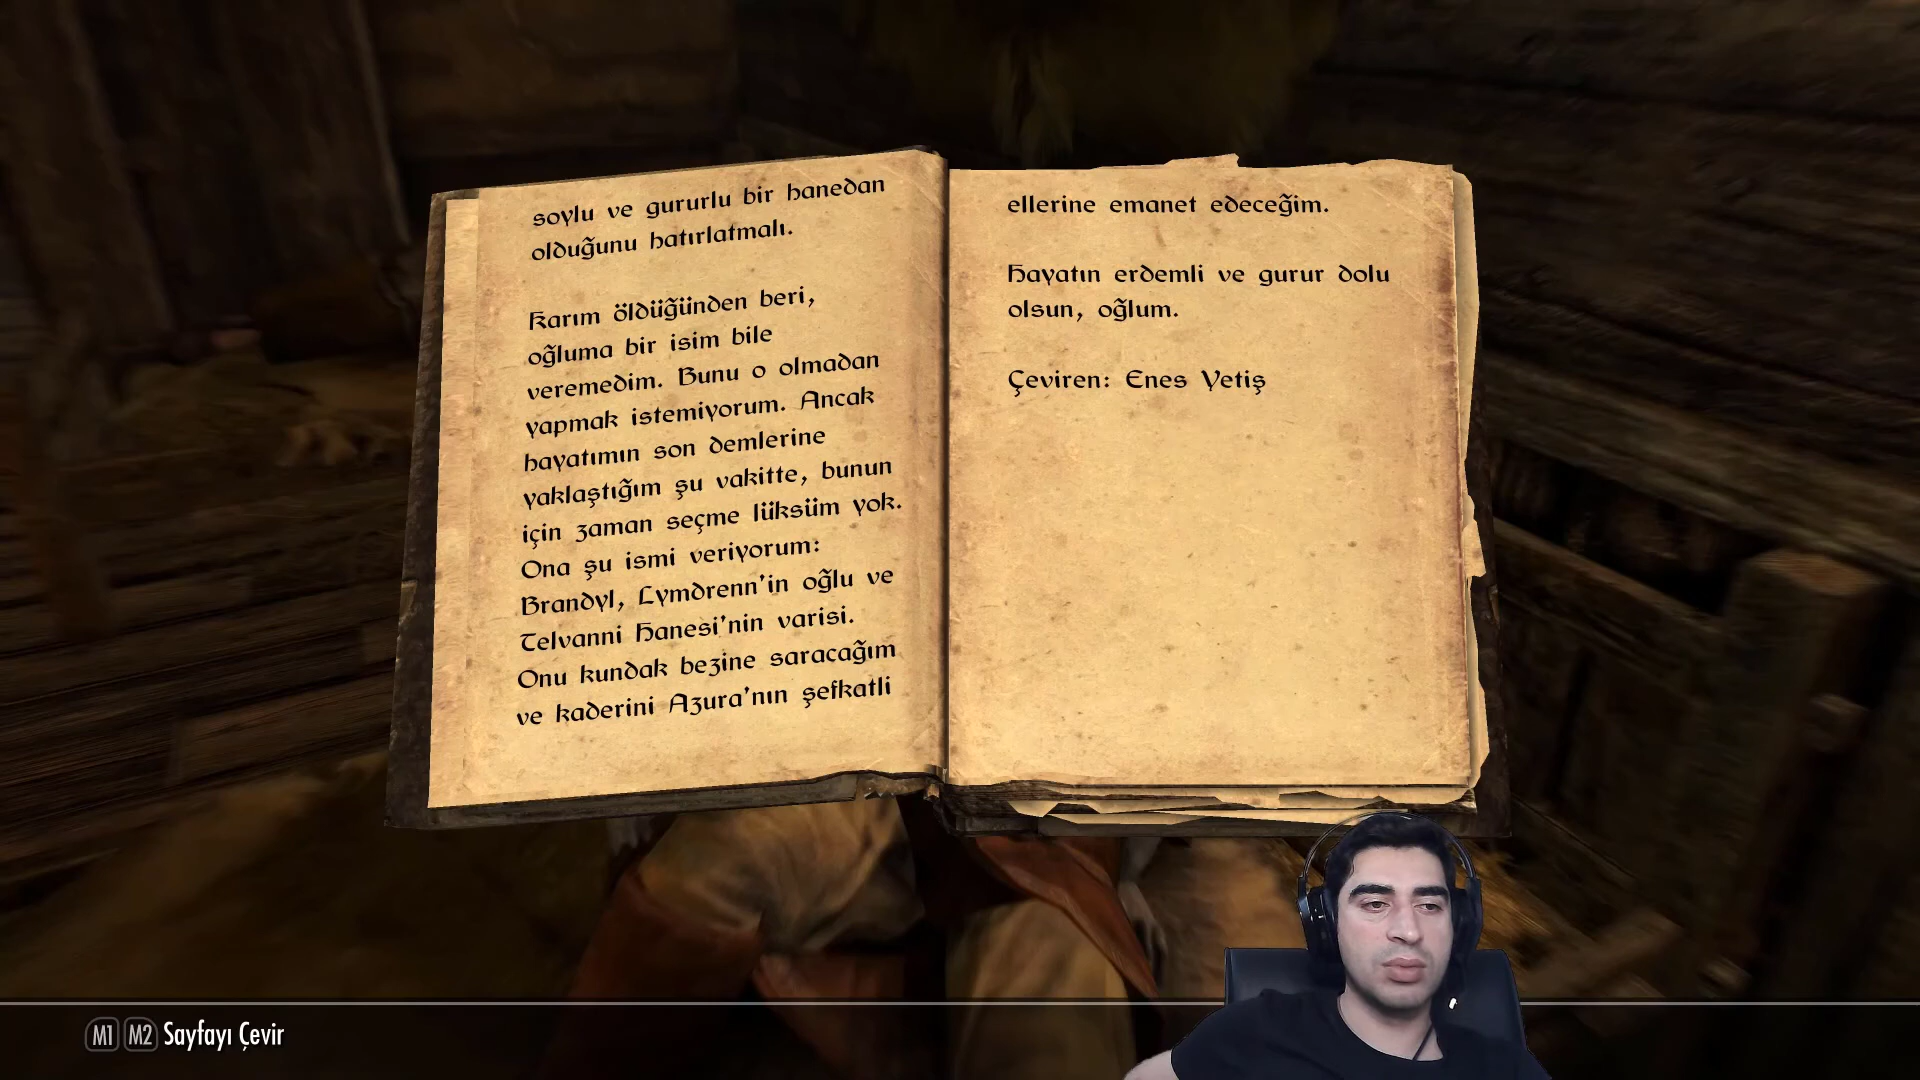 soylu ve gururlu bir hanedan
olduğunu hatırlatmalı.
Karım öldüğünden beri,
oğluma bir isim bile
veremedim. Bunu o olmadan
yapmak istemiyorum. Ancak
hayatımın son demlerine
yaklaştığım şu vakitte, bunun
için zaman seçme lüksüm yok.
Ona şu ismi veriyorum:
Brandyl, Lymdrenn'in oğlu ve
Telvanni Hanesi'nin varisi.
Onu kundak bezine saracağım
ve kaderini Azura'nın şefkatli
ellerine emanet edeceğim.
Hayatın erdemli ve gurur dolu
olsun, oğlum.
Çeviren: Enes Yetiş
M1 M2 Sayfayı Çevir